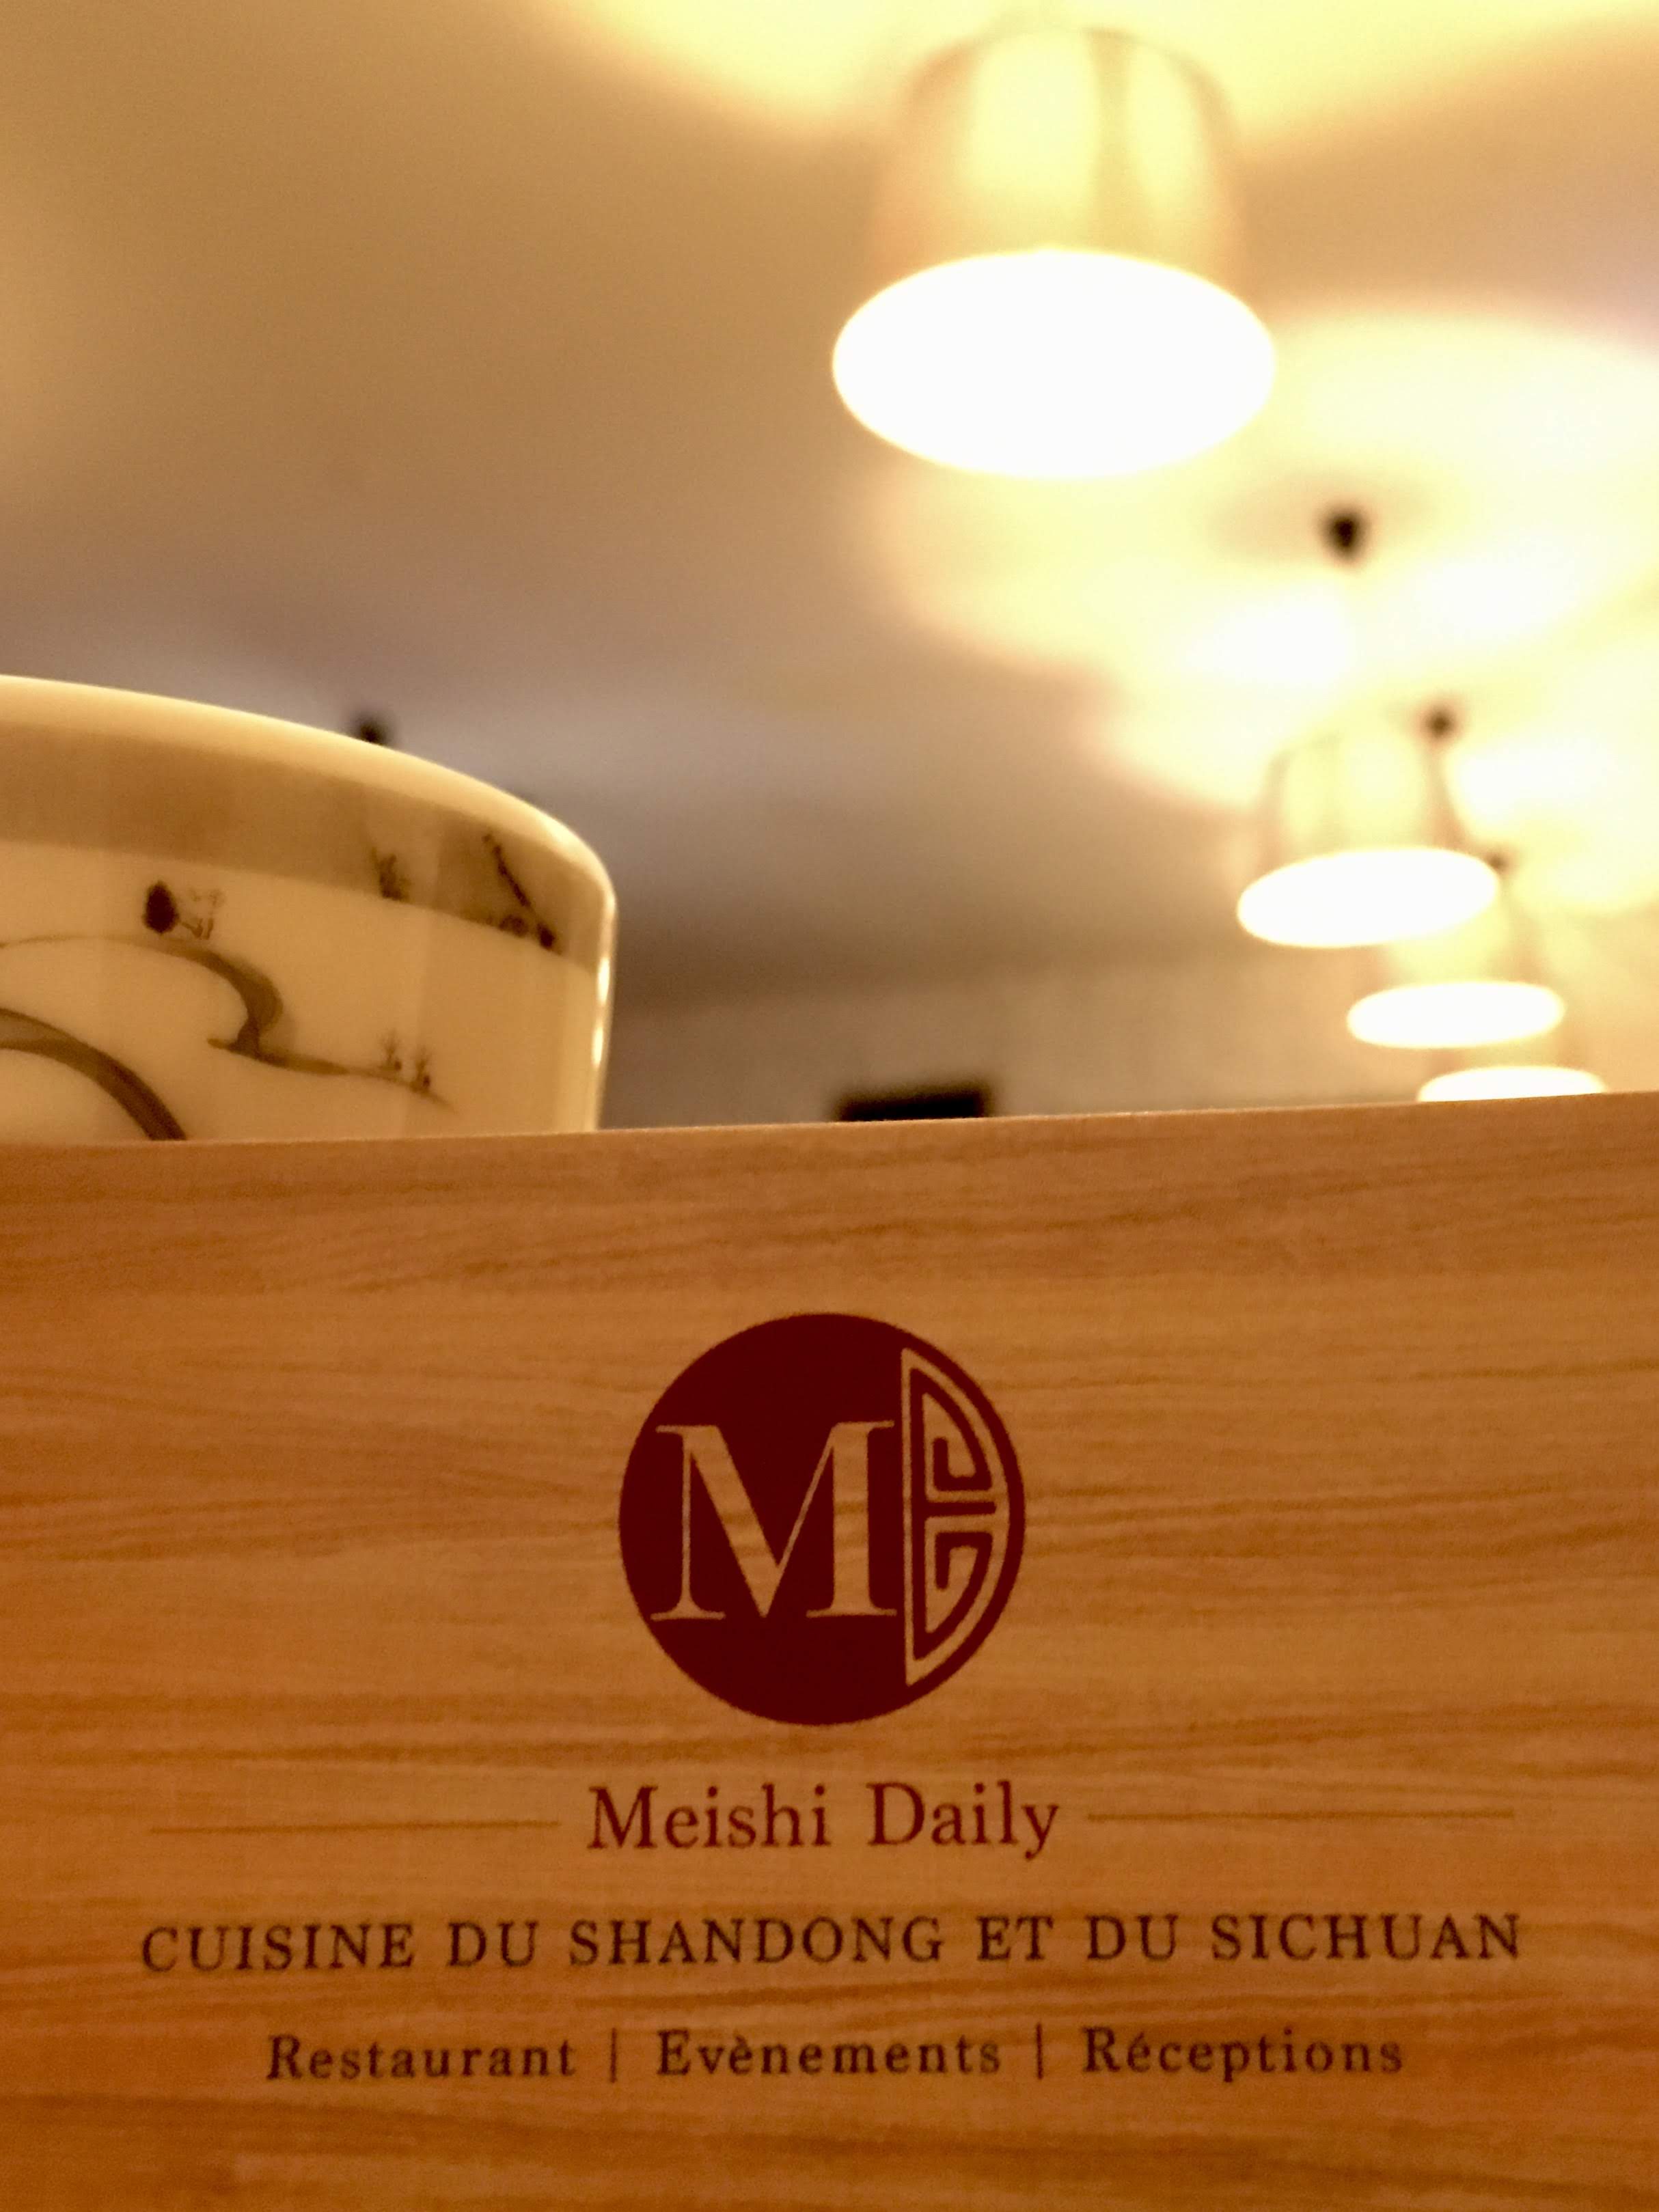 M
Meishi Daily
CUISINE DU SHANDONG ET DU SICHUAN
Restaurant | Evènements | Réceptions